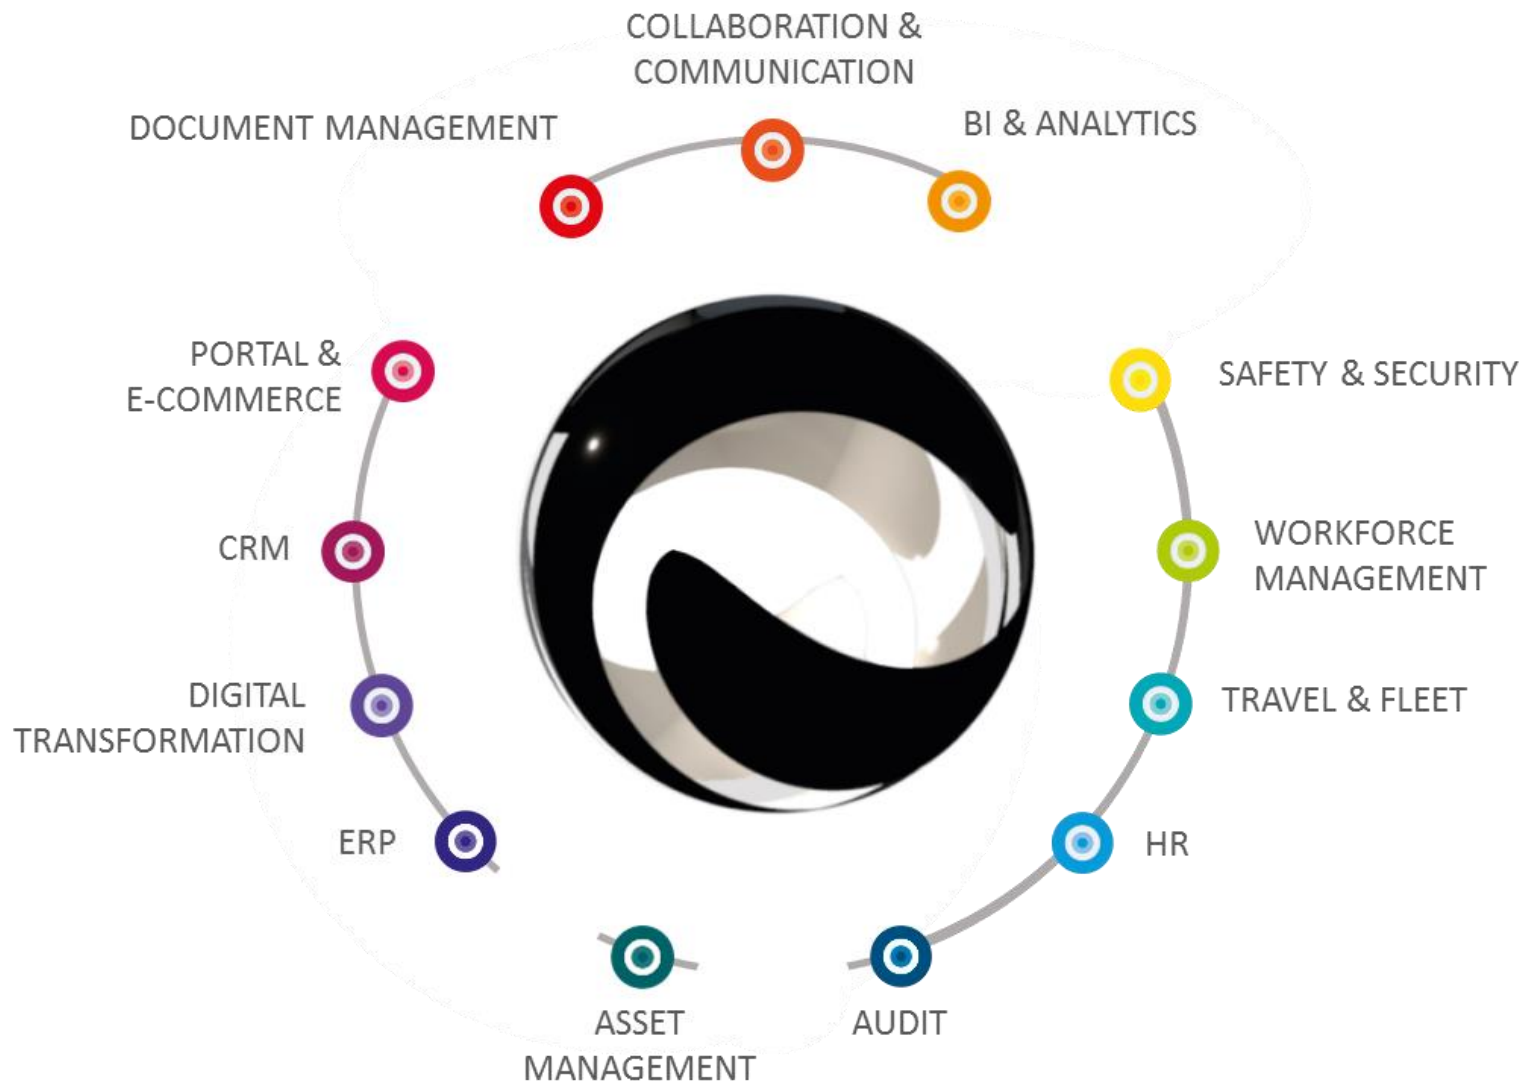 COLLABORATION &
COMMUNICATION
DOCUMENT MANAGEMENT
BI & ANALYTICS
PORTAL &
E-COMMERCE
SAFETY & SECURITY
CRM
WORKFORCE
MANAGEMENT
DIGITAL
TRANSFORMATION
TRAVEL & FLEET
ERP
HR
ASSET
MANAGEMENT
AUDIT